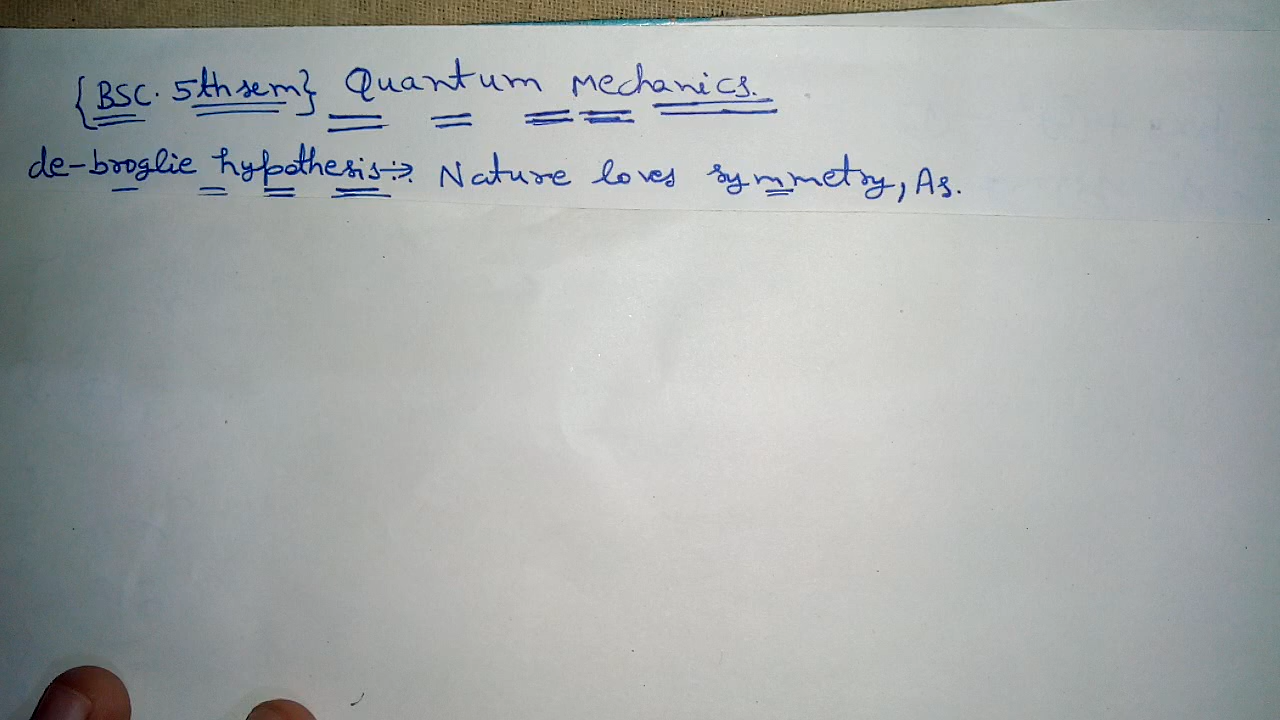 {BSC. 5th sem} Quantum Mechanics.
de-broglie hypothesis:→ Nature loves symmetry, As.